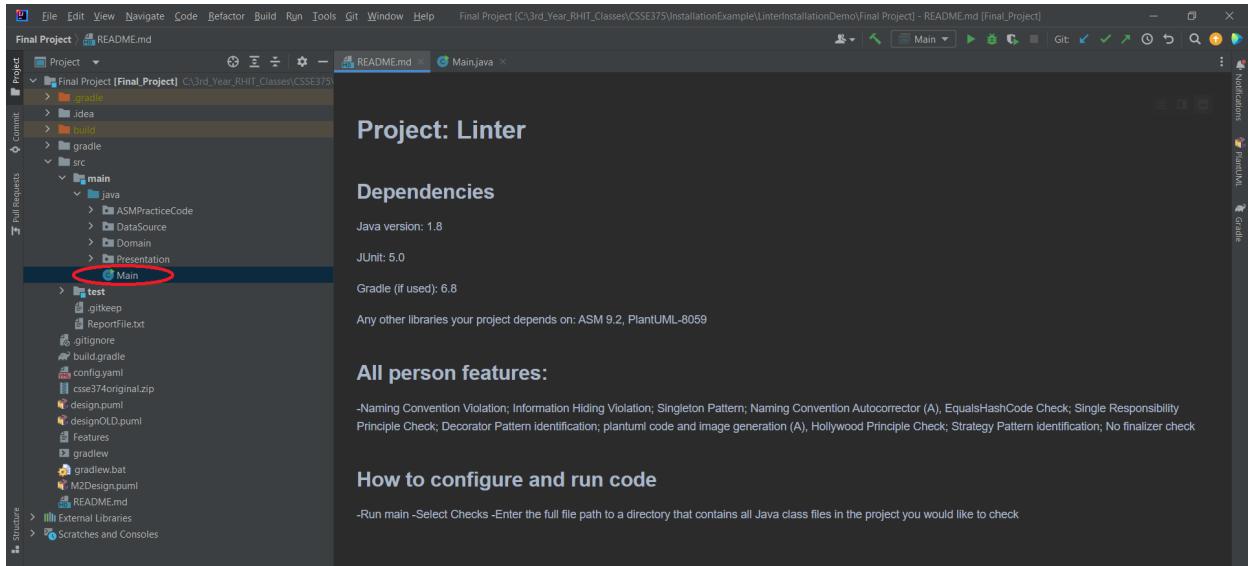 File Edit View Navigate Code Refactor Build Run Tools Git Window Help Final Project [C:\3rd_Year_RHIT_Classes\CSSE375\InstallationExample\LinterInstallationDemo\Final Project] - README.md [Final_Project]
Final Project README.md Main Git:
Project README.md Main.java
Final Project [Final_Project] C:\3rd_Year_RHIT_Classes\CSSE375\
.gradle
.idea
build
gradle
src
main
java
ASMPracticeCode
DataSource
Domain
Presentation
Main
test
.gitkeep
ReportFile.txt
.gitignore
build.gradle
config.yaml
csse374original.zip
design.puml
designOLD.puml
Features
gradlew
gradlew.bat
M2Design.puml
README.md
External Libraries
Scratches and Consoles
Project
Commit
Pull Requests
Structure
Project: Linter
Dependencies
Java version: 1.8
JUnit: 5.0
Gradle (if used): 6.8
Any other libraries your project depends on: ASM 9.2, PlantUML-8059
All person features:
-Naming Convention Violation; Information Hiding Violation; Singleton Pattern; Naming Convention Autocorrector (A), EqualsHashCode Check; Single Responsibility
Principle Check; Decorator Pattern identification; plantuml code and image generation (A), Hollywood Principle Check; Strategy Pattern identification; No finalizer check
How to configure and run code
-Run main -Select Checks -Enter the full file path to a directory that contains all Java class files in the project you would like to check
Notifications
PlantUML
Gradle